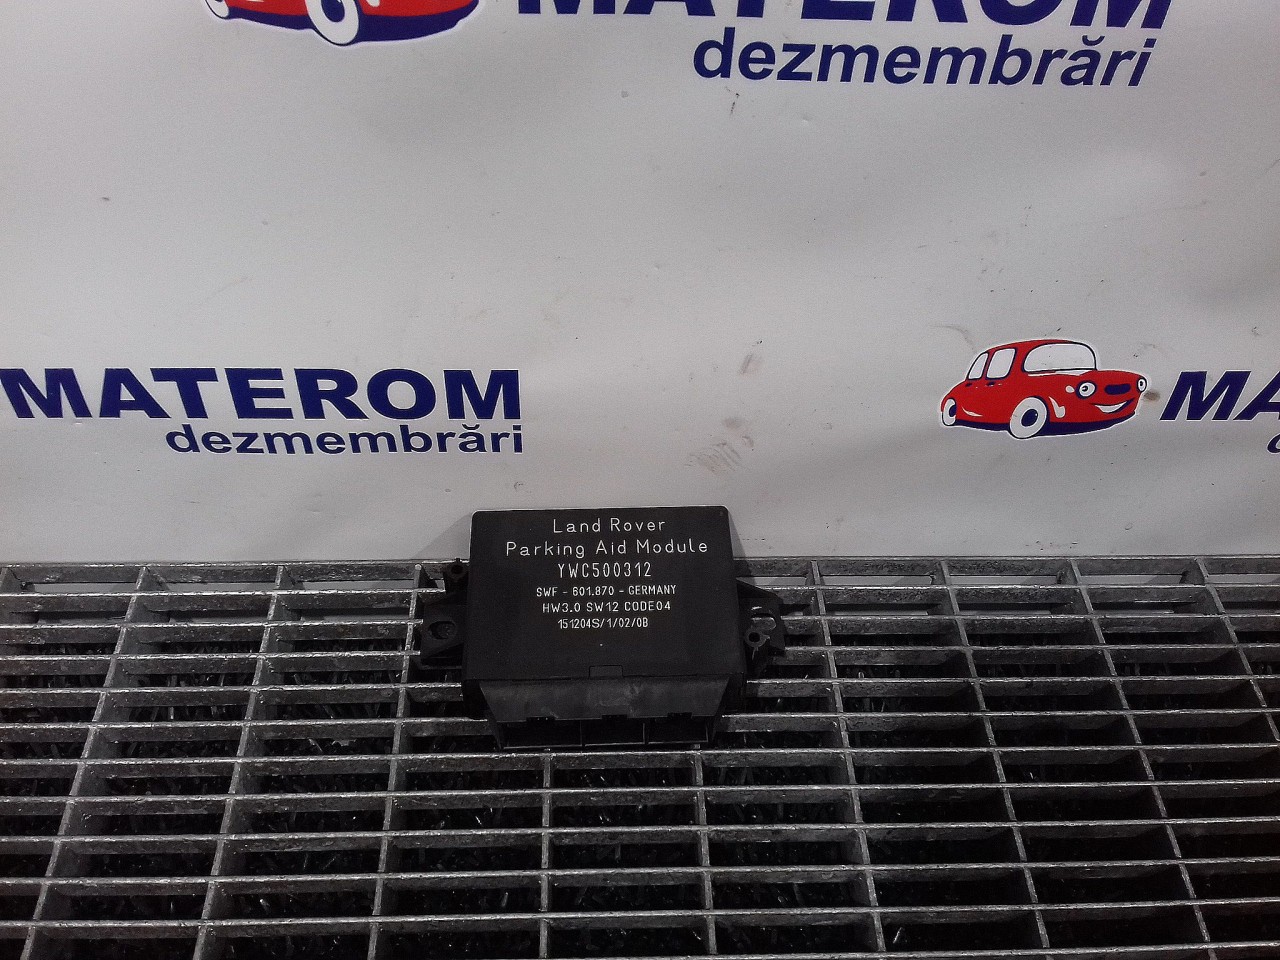 MATEROM
dezmembrări
MATEROM
dezmembrări
Land Rover
Parking Aid Module
YWC500312
SWF - 601.870 - GERMANY
HW3.0 SW12 CODE04
151204S/1/02/0B